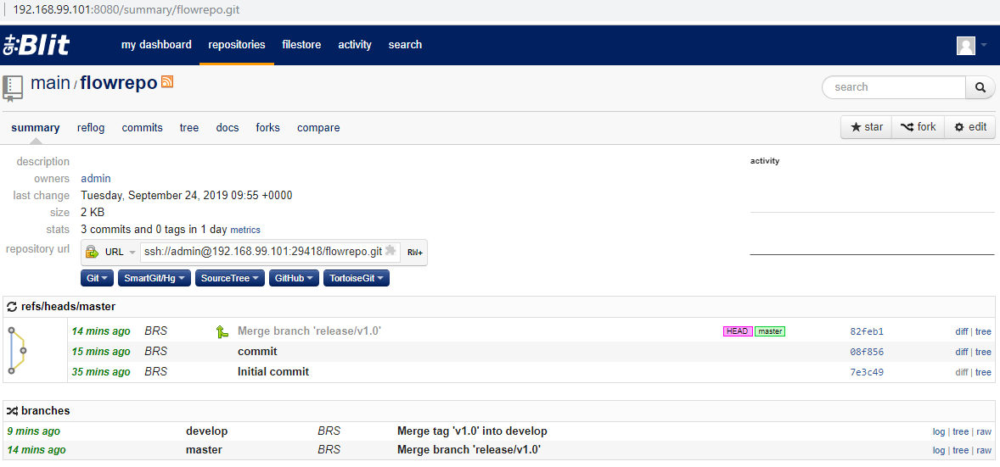 192.168.99.101:8080/summary/flowrepo.git
git Blit my dashboard repositories filestore activity search
main / flowrepo search
summary reflog commits tree docs forks compare star fork edit
description activity
owners admin
last change Tuesday, September 24, 2019 09:55 +0000
size 2 KB
stats 3 commits and 0 tags in 1 day metrics
repository url URL ssh://admin@192.168.99.101:29418/flowrepo.git RW+
Git SmartGit/Hg SourceTree GitHub TortoiseGit
refs/heads/master
14 mins ago BRS Merge branch 'release/v1.0' HEAD master 82feb1 diff | tree
15 mins ago BRS commit 08f856 diff | tree
35 mins ago BRS Initial commit 7e3c49 diff | tree
branches
9 mins ago develop BRS Merge tag 'v1.0' into develop log | tree | raw
14 mins ago master BRS Merge branch 'release/v1.0' log | tree | raw